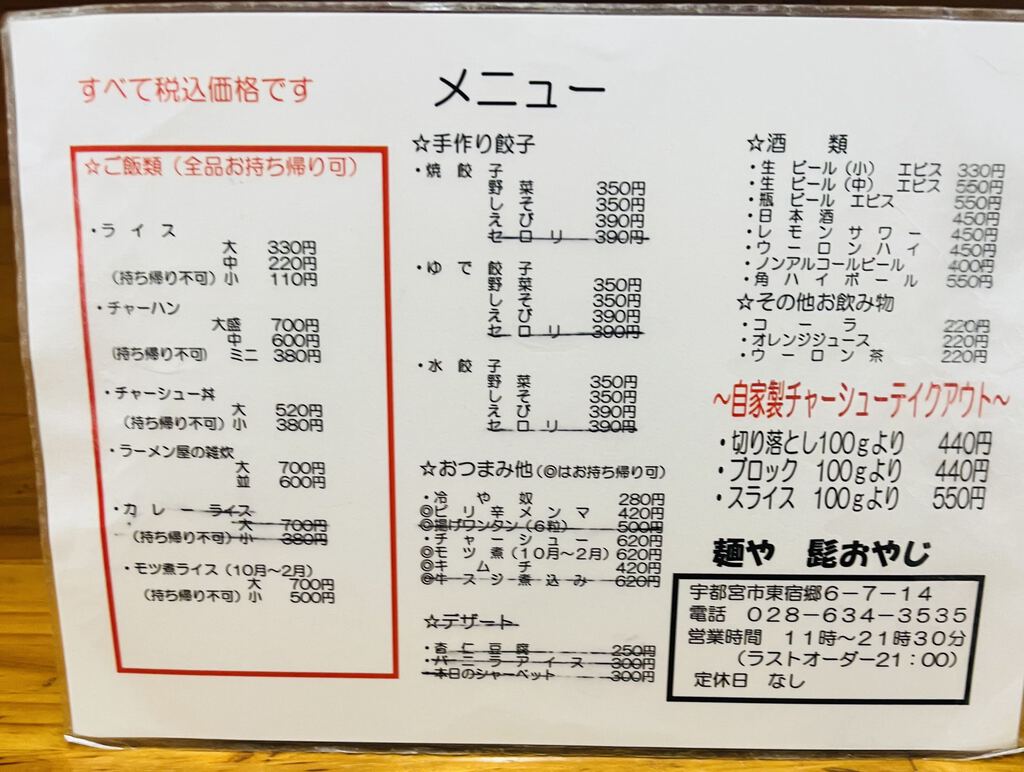 すべて税込価格です
メニュー
☆ご飯類（全品お持ち帰り可）
・ライス
大 330円
中 220円
（持ち帰り不可）小 110円
・チャーハン
大盛 700円
中 600円
（持ち帰り不可）ミニ 380円
・チャーシュー丼
大 520円
（持ち帰り不可）小 380円
・ラーメン屋の雑炊
大 700円
並 600円
・カレーライス
大 700円
（持ち帰り不可）小 380円
・モツ煮ライス（10月～2月）
大 700円
（持ち帰り不可）小 500円
☆手作り餃子
・焼餃子
野菜 350円
しそ 350円
えび 390円
セロリ 390円
・ゆで餃子
野菜 350円
しそ 350円
えび 390円
セロリ 390円
・水餃子
野菜 350円
しそ 350円
えび 390円
セロリ 390円
☆おつまみ他（◎はお持ち帰り可）
・冷や奴 280円
◎ピリ辛メンマ 420円
◎揚げワンタン（6粒） 500円
・チャーシュー 620円
◎モツ煮（10月～2月） 620円
◎キムチ 420円
◎牛スジ煮込み 620円
☆デザート
・杏仁豆腐 250円
・バニラアイス 300円
・本日のシャーベット 300円
☆酒類
・生ビール（小）エビス 330円
・生ビール（中）エビス 550円
・瓶ビールエビス 550円
・日本酒 450円
・レモンサワー 450円
・ウーロンハイ 450円
・ノンアルコールビール 400円
・角ハイボール 550円
☆その他お飲み物
・コーラ 220円
・オレンジジュース 220円
・ウーロン茶 220円
～自家製チャーシューテイクアウト～
・切り落とし100gより 440円
・ブロック 100gより 440円
・スライス 100gより 550円
麺や 髭おやじ
宇都宮市東宿郷6－7－14
電話 028－634－3535
営業時間 11時～21時30分
（ラストオーダー21：00）
定休日 なし